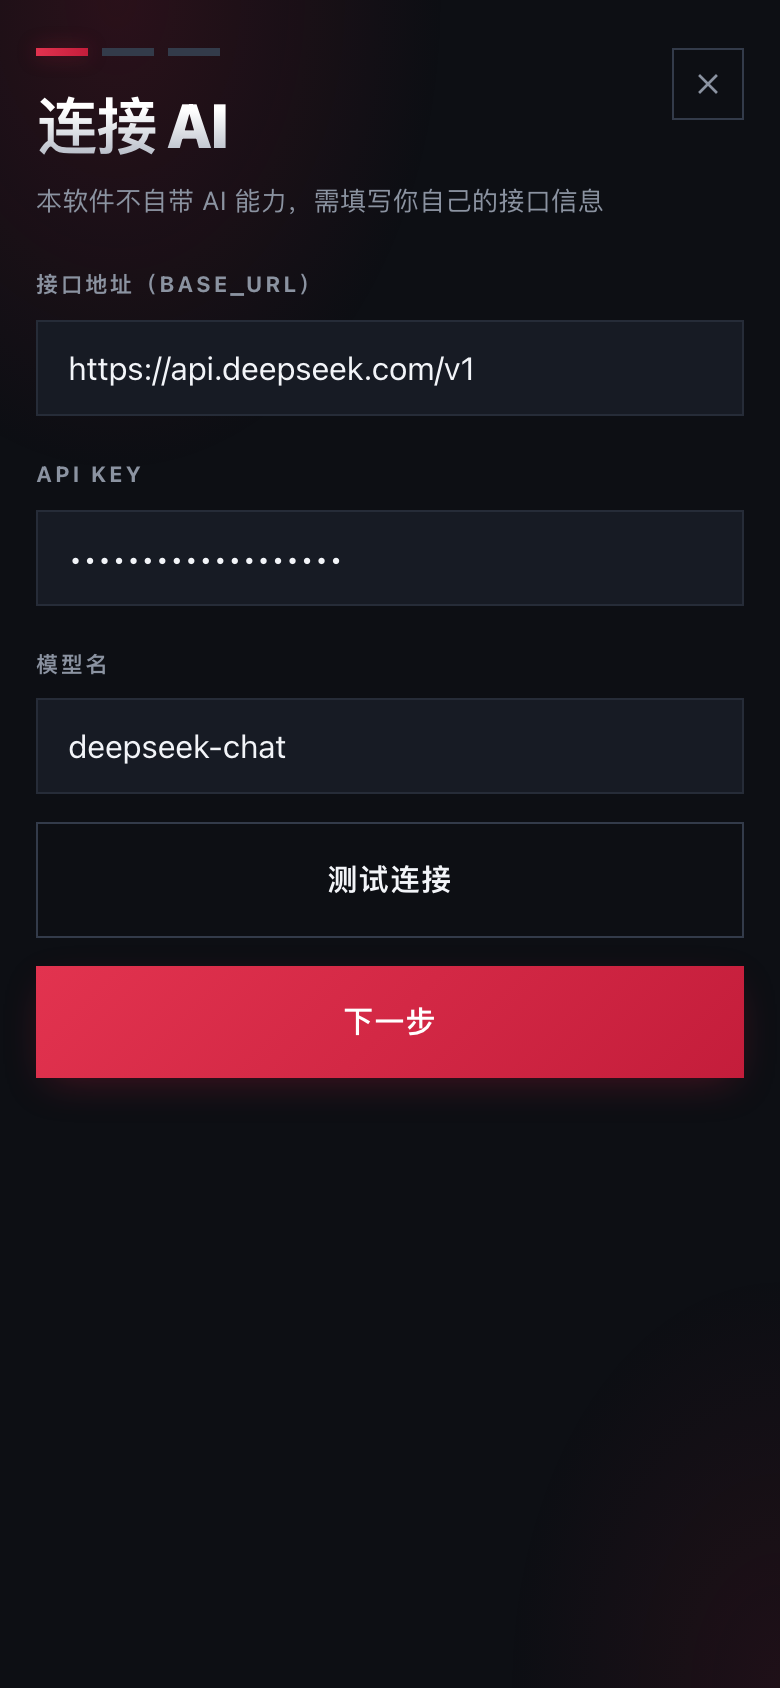 连接 AI
本软件不自带 AI 能力，需填写你自己的接口信息
接口地址（BASE_URL）
https://api.deepseek.com/v1
API KEY
•••••••••••••••••••
模型名
deepseek-chat
测试连接
下一步